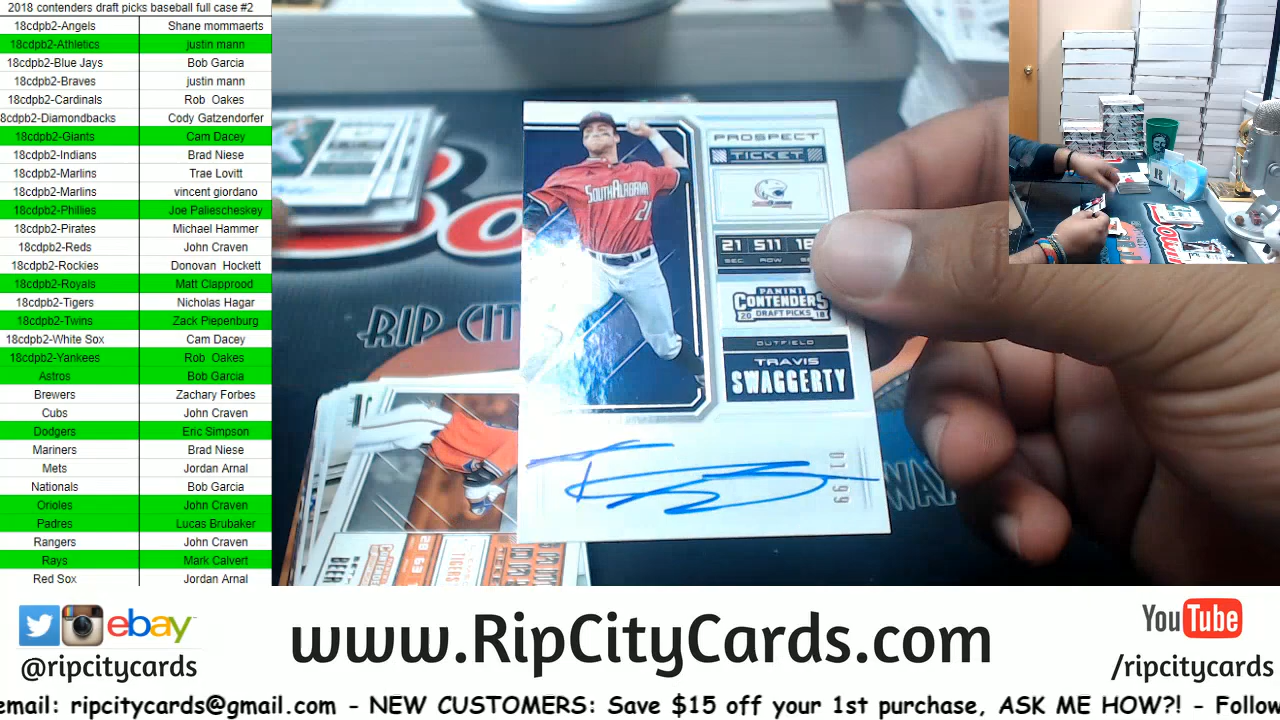 2018 contenders draft picks baseball full case #2
18cdpb2-Angels Shane mommaerts
18cdpb2-Athletics justin mann
18cdpb2-Blue Jays Bob Garcia
18cdpb2-Braves justin mann
18cdpb2-Cardinals Rob Oakes
8cdpb2-Diamondbacks Cody Gatzendorfer
18cdpb2-Giants Cam Dacey
18cdpb2-Indians Brad Niese
18cdpb2-Marlins Trae Lovitt
18cdpb2-Marlins vincent giordano
18cdpb2-Phillies Joe Paliescheskey
18cdpb2-Pirates Michael Hammer
18cdpb2-Reds John Craven
18cdpb2-Rockies Donovan Hockett
18cdpb2-Royals Matt Clapprood
18cdpb2-Tigers Nicholas Hagar
18cdpb2-Twins Zack Piepenburg
18cdpb2-White Sox Cam Dacey
18cdpb2-Yankees Rob Oakes
Astros Bob Garcia
Brewers Zachary Forbes
Cubs John Craven
Dodgers Eric Simpson
Mariners Brad Niese
Mets Jordan Arnal
Nationals Bob Garcia
Orioles John Craven
Padres Lucas Brubaker
Rangers John Craven
Rays Mark Calvert
Red Sox Jordan Arnal
PROSPECT
TICKET
SOUTH ALABAMA
21
21 511 18
SEC ROW
PANINI
CONTENDERS
20 DRAFT PICKS 18
OUTFIELD
TRAVIS
SWAGGERTY
RIP CIT
TIGERS
BEER
ebay
@ripcitycards
www.RipCityCards.com
YouTube
/ripcitycards
email: ripcitycards@gmail.com - NEW CUSTOMERS: Save $15 off your 1st purchase, ASK ME HOW?! - Follow